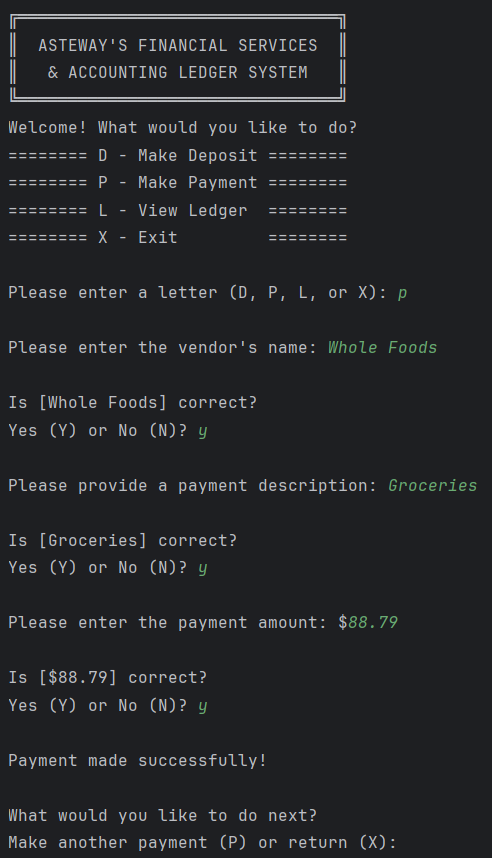 ASTEWAY'S FINANCIAL SERVICES
& ACCOUNTING LEDGER SYSTEM
Welcome! What would you like to do?
======== D - Make Deposit ========
======== P - Make Payment ========
======== L - View Ledger  ========
======== X - Exit         ========
Please enter a letter (D, P, L, or X): p
Please enter the vendor's name: Whole Foods
Is [Whole Foods] correct?
Yes (Y) or No (N)? y
Please provide a payment description: Groceries
Is [Groceries] correct?
Yes (Y) or No (N)? y
Please enter the payment amount: $88.79
Is [$88.79] correct?
Yes (Y) or No (N)? y
Payment made successfully!
What would you like to do next?
Make another payment (P) or return (X):